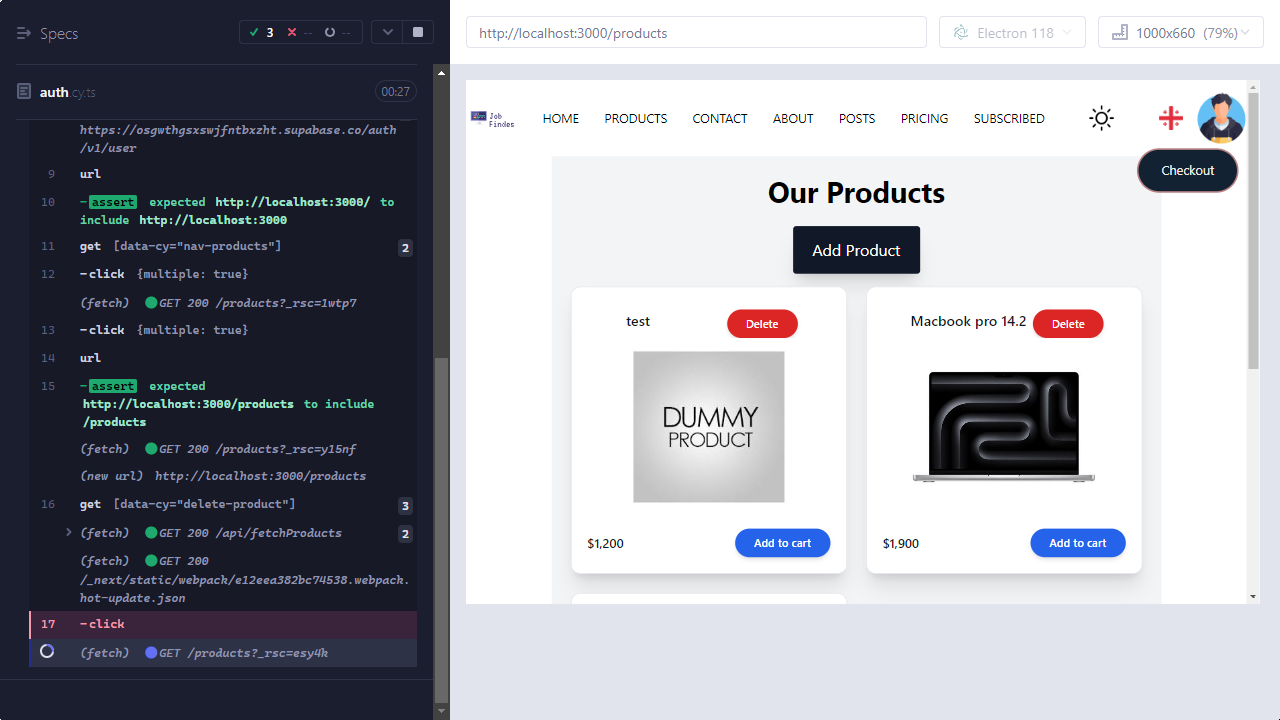 Specs
3
--
--
http://localhost:3000/products
Electron 118
1000x660 (79%)
auth.cy.ts
00:27
https://osgwthgsxswjfntbxzht.supabase.co/auth
/v1/user
9 url
10 -assert expected http://localhost:3000/ to
include http://localhost:3000
11 get [data-cy="nav-products"] 2
12 -click {multiple: true}
(fetch) GET 200 /products?_rsc=1wtp7
13 -click {multiple: true}
14 url
15 -assert expected
http://localhost:3000/products to include
/products
(fetch) GET 200 /products?_rsc=y15nf
(new url) http://localhost:3000/products
16 get [data-cy="delete-product"] 3
(fetch) GET 200 /api/fetchProducts 2
(fetch) GET 200
/_next/static/webpack/e12eea382bc74538.webpack.
hot-update.json
17 -click
(fetch) GET /products?_rsc=esy4k
Job
Findes
HOME PRODUCTS CONTACT ABOUT POSTS PRICING SUBSCRIBED
Checkout
Our Products
Add Product
test
Delete
DUMMY
PRODUCT
$1,200
Add to cart
Macbook pro 14.2
Delete
$1,900
Add to cart